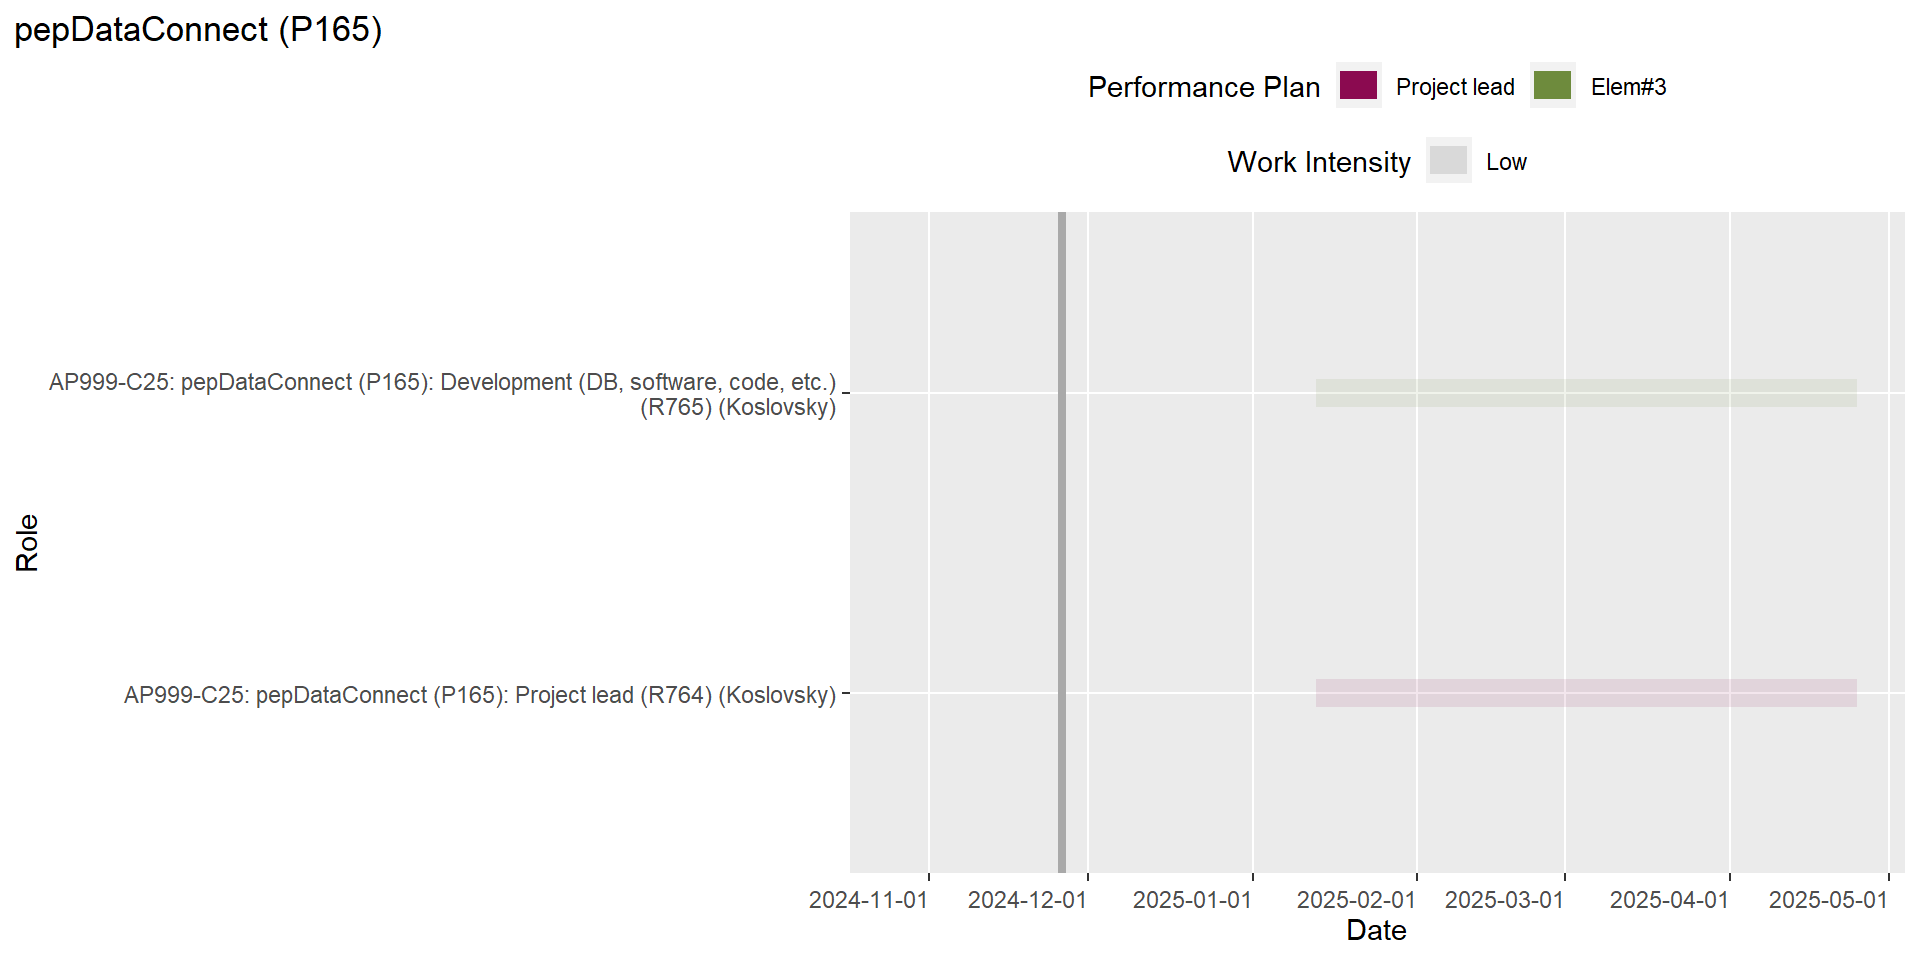 pepDataConnect (P165)
Performance Plan Project lead Elem#3
Work Intensity Low
AP999-C25: pepDataConnect (P165): Development (DB, software, code, etc.)
(R765) (Koslovsky)
Role
AP999-C25: pepDataConnect (P165): Project lead (R764) (Koslovsky)
2024-11-01 2024-12-01 2025-01-01 2025-02-01 2025-03-01 2025-04-01 2025-05-01
Date